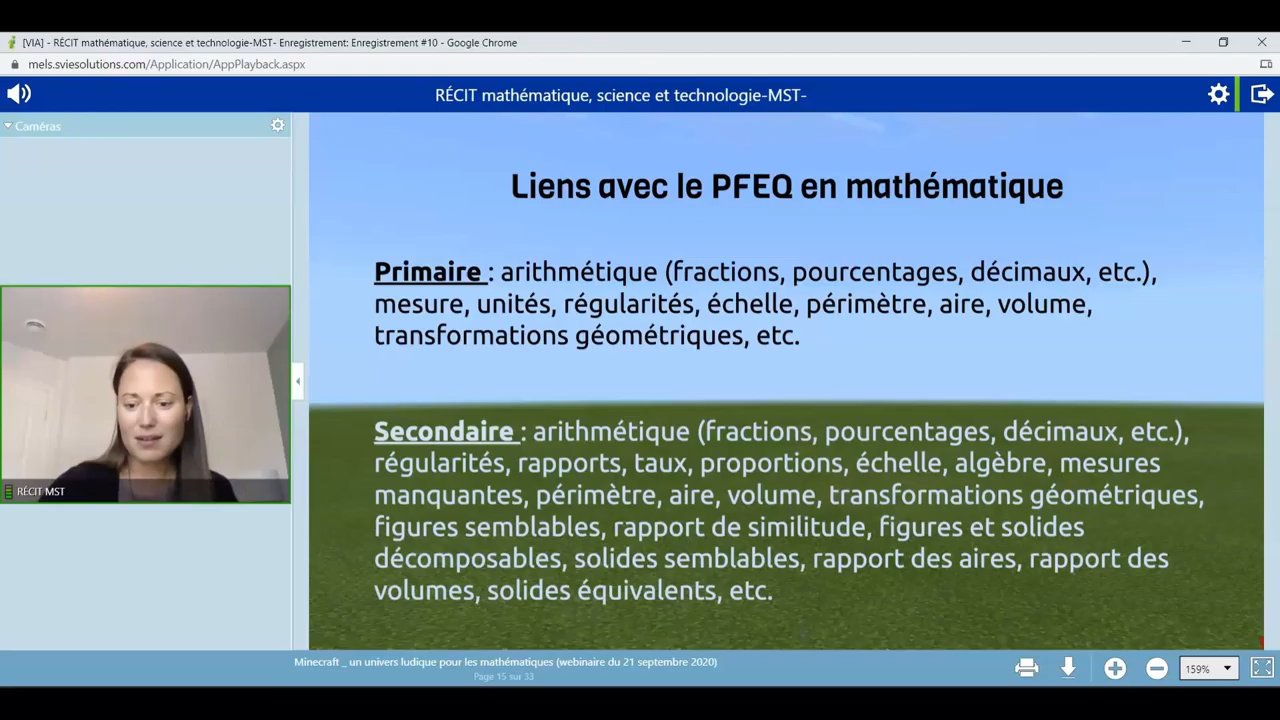 [VIA] - RÉCIT mathématique, science et technologie-MST- Enregistrement: Enregistrement #10 - Google Chrome
mels.sviesolutions.com/Application/AppPlayback.aspx
RÉCIT mathématique, science et technologie-MST-
Caméras
Liens avec le PFEQ en mathématique
Primaire : arithmétique (fractions, pourcentages, décimaux, etc.),
mesure, unités, régularités, échelle, périmètre, aire, volume,
transformations géométriques, etc.
Secondaire : arithmétique (fractions, pourcentages, décimaux, etc.),
régularités, rapports, taux, proportions, échelle, algèbre, mesures
manquantes, périmètre, aire, volume, transformations géométriques,
figures semblables, rapport de similitude, figures et solides
décomposables, solides semblables, rapport des aires, rapport des
volumes, solides équivalents, etc.
RÉCIT MST
Minecraft _ un univers ludique pour les mathématiques (webinaire du 21 septembre 2020)
Page 15 sur 33
159%